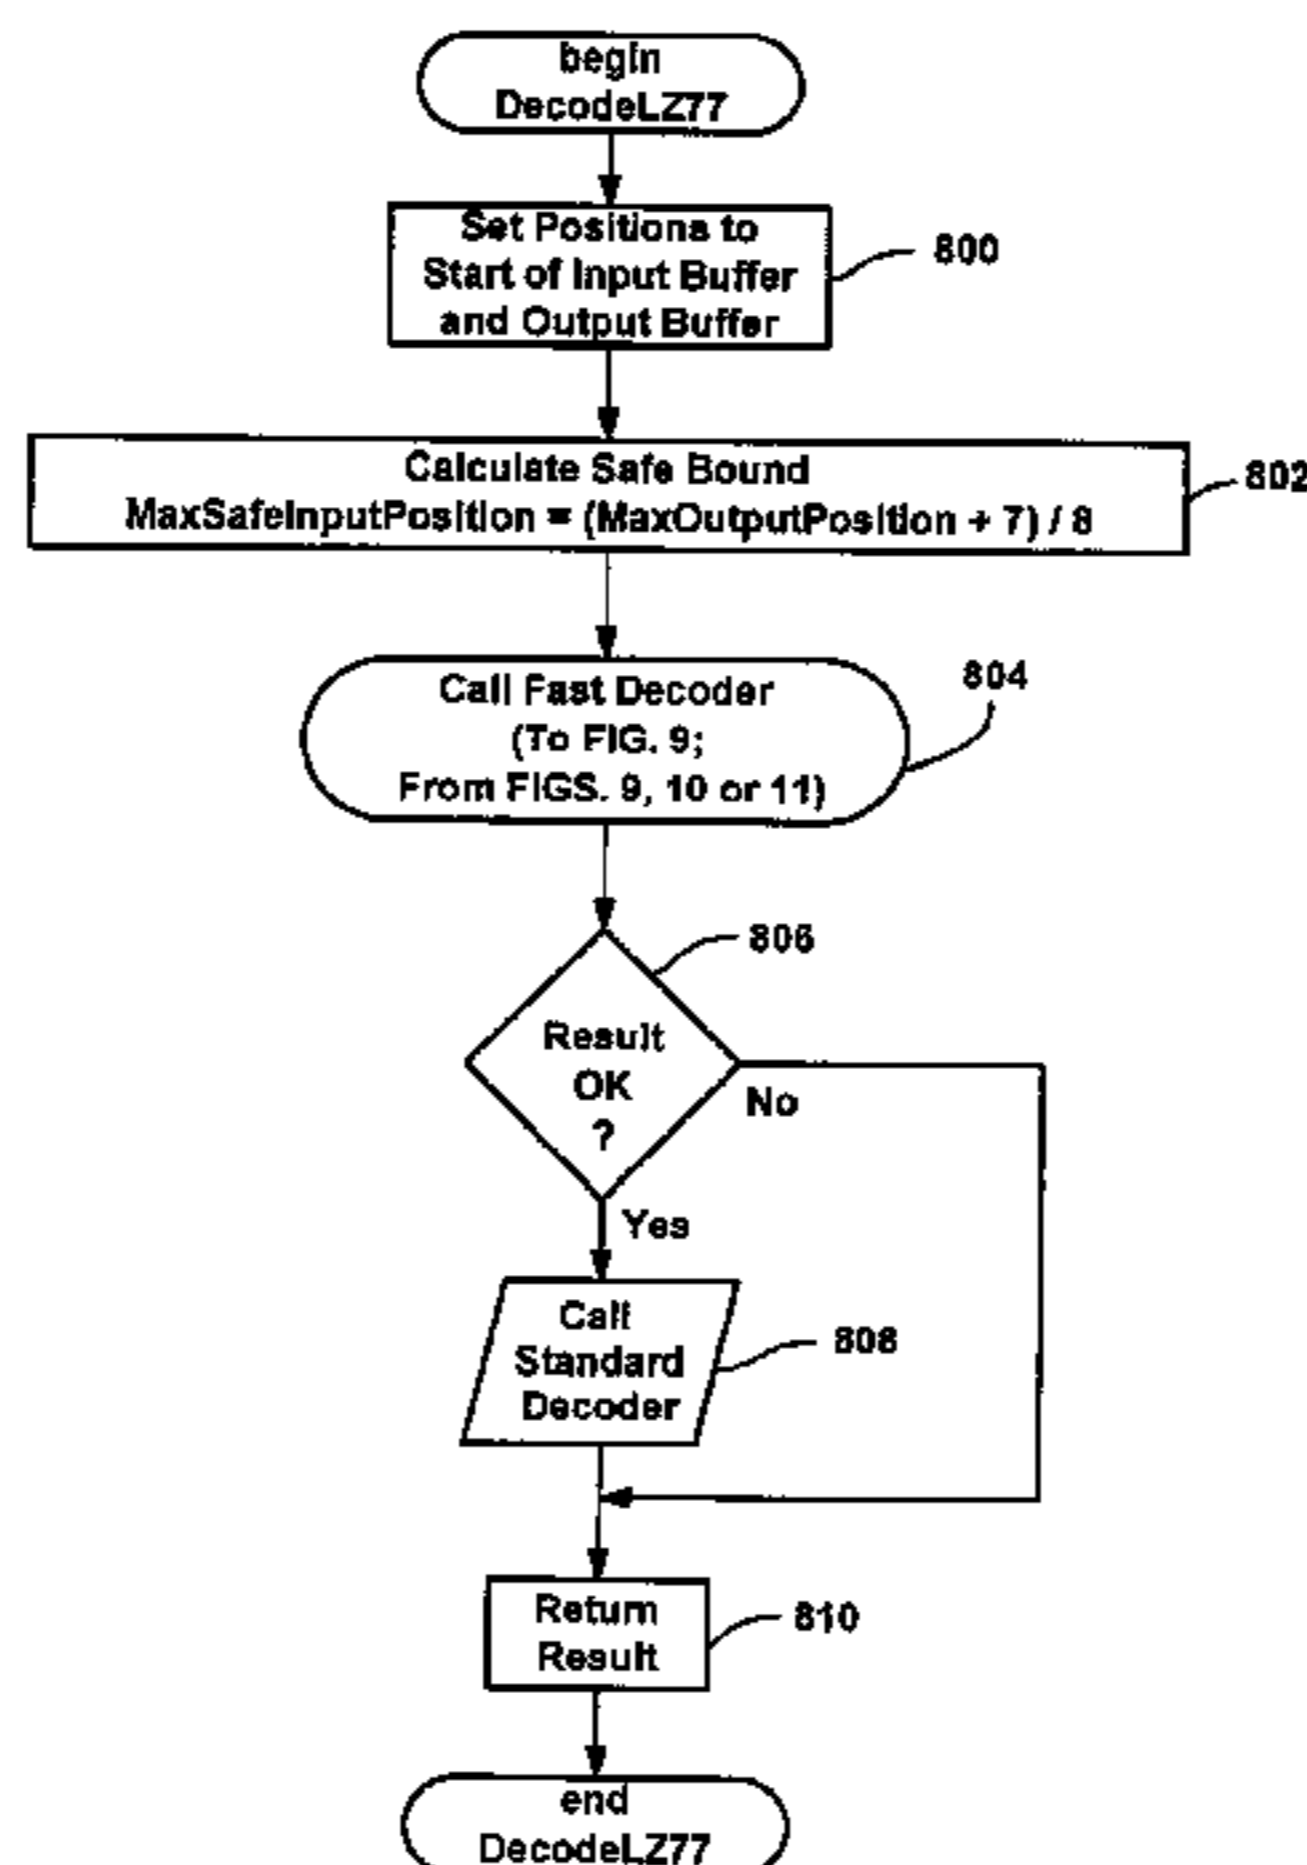 begin
DecodeLZ77
Set Positions to
Start of Input Buffer
and Output Buffer
800
Calculate Safe Bound
MaxSafeInputPosition = (MaxOutputPosition + 7) / 8
802
Call Fast Decoder
(To FIG. 9;
From FIGS. 9, 10 or 11)
804
806
Result
OK
?
No
Yes
Call
Standard
Decoder
808
Return
Result
810
end
DecodeLZ77